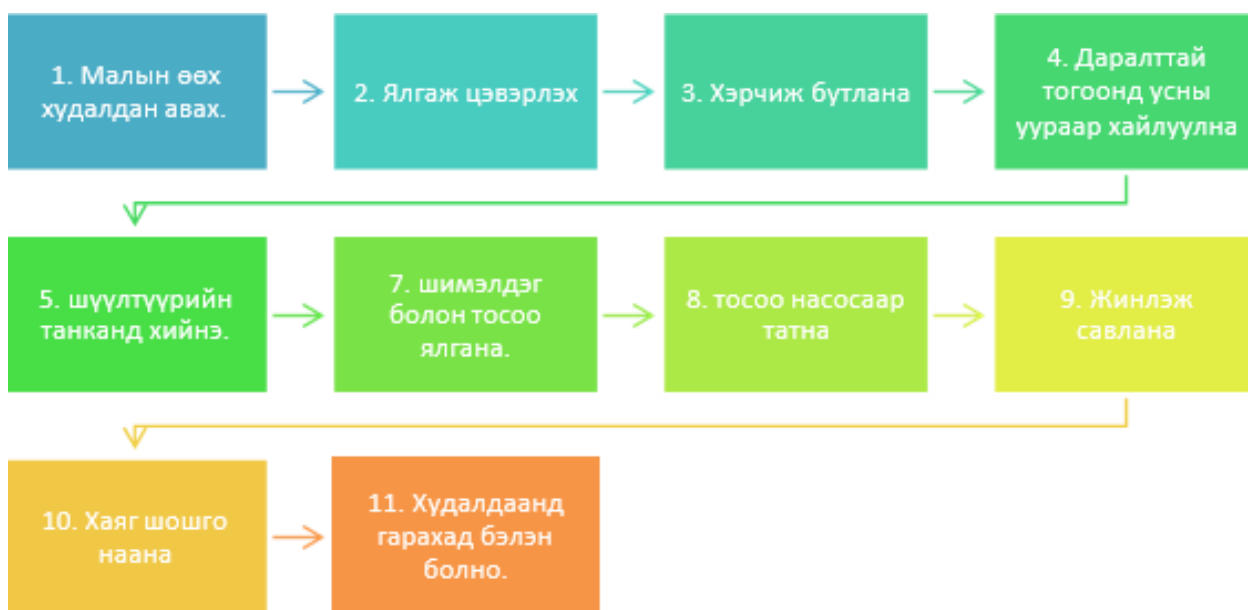 1. Малын өөх
худалдан авах.
2. Ялгаж цэвэрлэх
3. Хэрчиж бутлана
4. Даралттай
тогоонд усны
уураар хайлуулна
5. шүүлтүүрийн
танканд хийнэ.
7. шимэлдэг
болон тосоо
ялгана.
8. тосоо насосаар
татна
9. Жинлэж
савлана
10. Хаяг шошго
наана
11. Худалдаанд
гарахад бэлэн
болно.